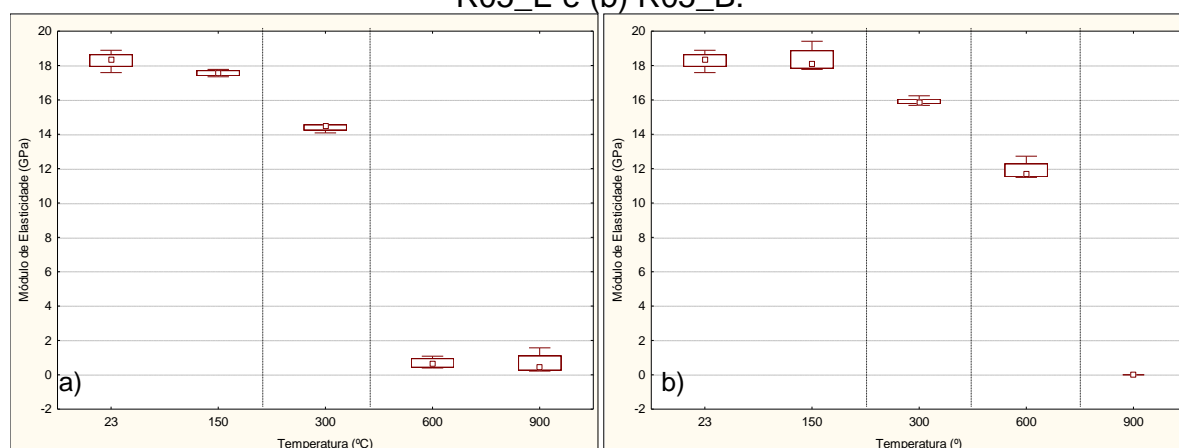 R65_E e (b) R65_B.
Módulo de Elasticidade (GPa)
20
18
16
14
12
10
8
6
4
2
0
-2
a)
23 150 300 600 900
Temperatura (ºC)
Módulo de Elasticidade (GPa)
20
18
16
14
12
10
8
6
4
2
0
-2
b)
23 150 300 600 900
Temperatura (º)